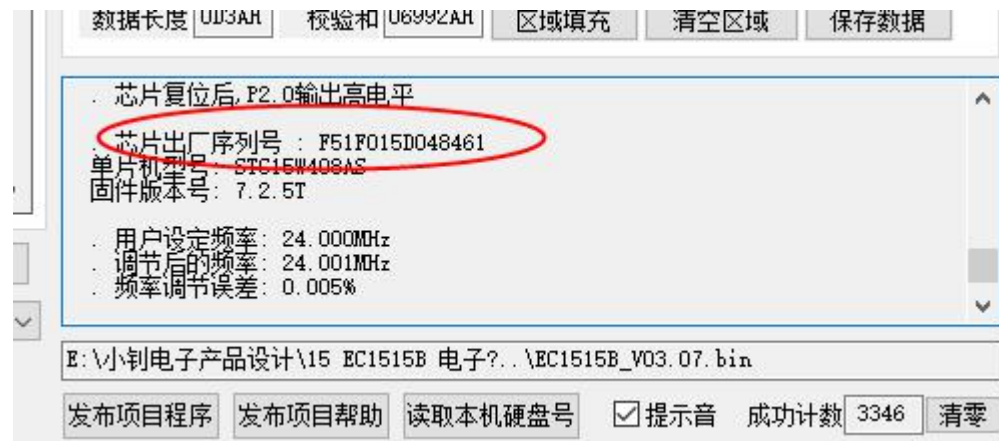 数据长度 0D3AH 校验和 06992AH 区域填充 清空区域 保存数据
. 芯片复位后,P2.0输出高电平
. 芯片出厂序列号 : F51F015D048461
单片机型号: STC15W408AS
固件版本号: 7.2.5T
. 用户设定频率: 24.000MHz
. 调节后的频率: 24.001MHz
. 频率调节误差: 0.005%
E:\小钊电子产品设计\15 EC1515B 电子?..\EC1515B_V03.07.bin
发布项目程序 发布项目帮助 读取本机硬盘号 提示音 成功计数 3346 清零